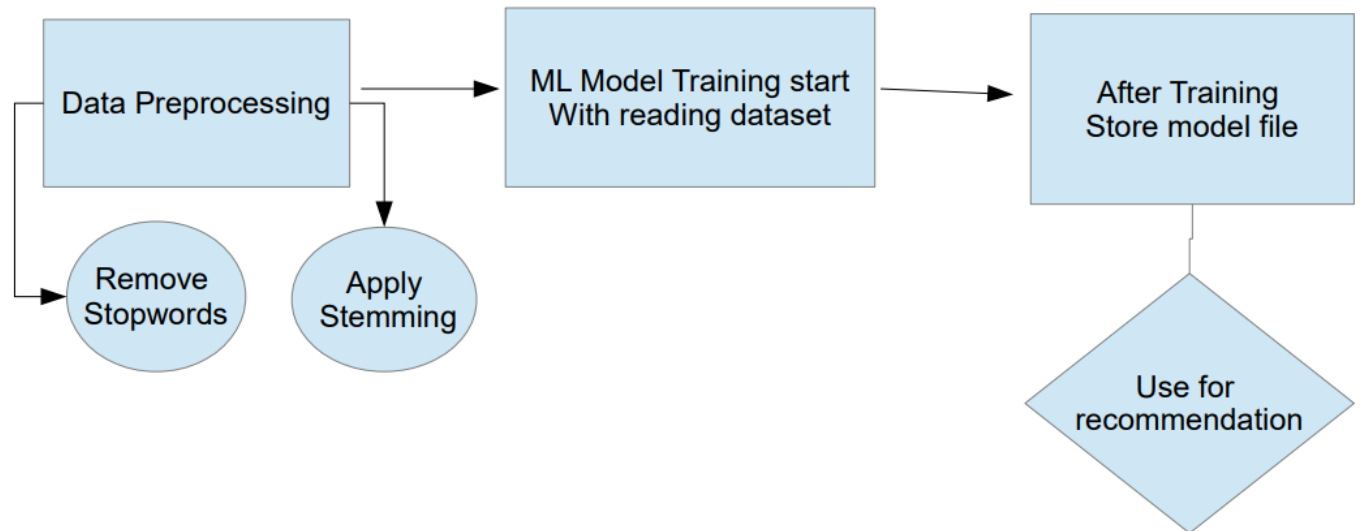 Data Preprocessing
ML Model Training start
With reading dataset
After Training
Store model file
Remove
Stopwords
Apply
Stemming
Use for
recommendation